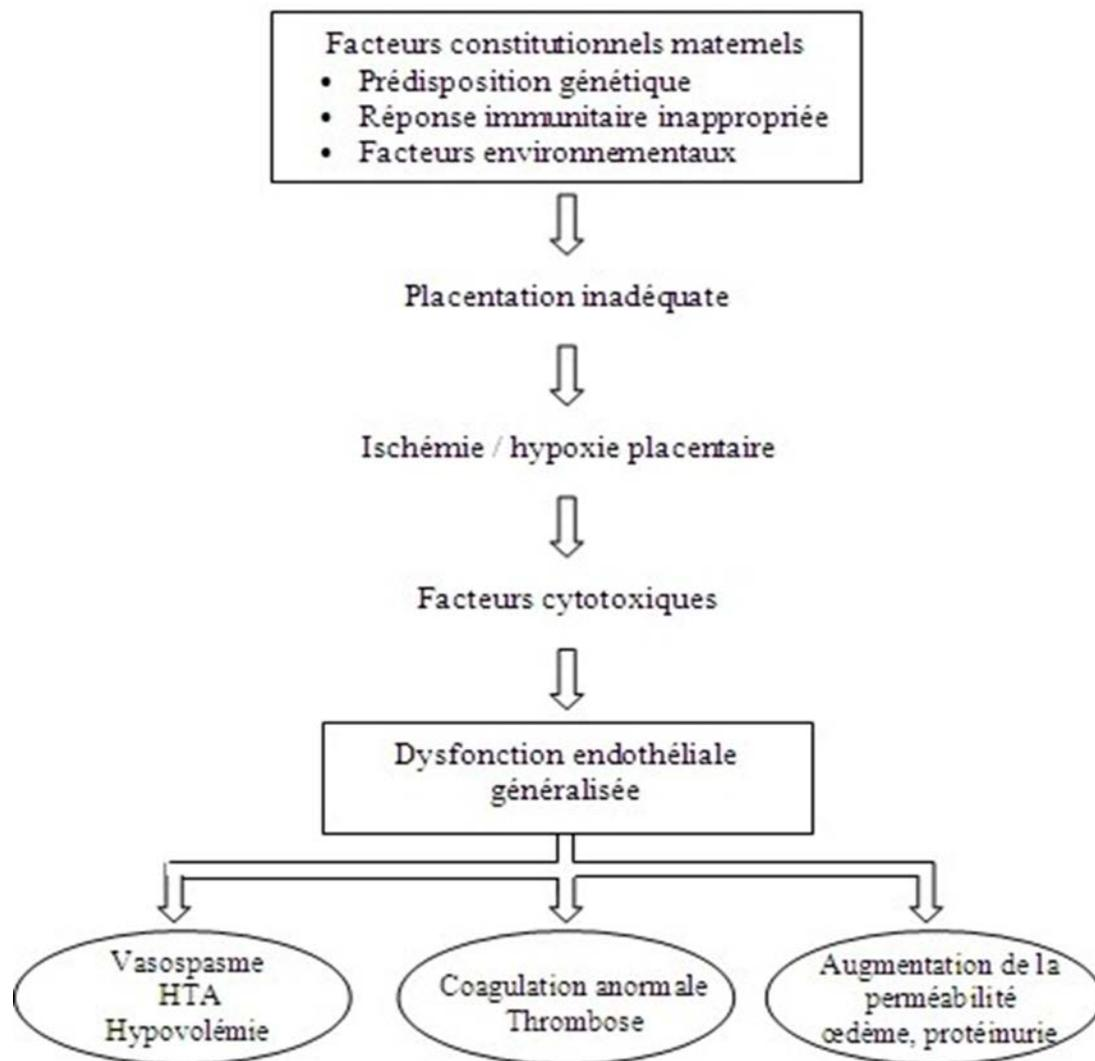 Facteurs constitutionnels maternels
• Prédisposition génétique
• Réponse immunitaire inappropriée
• Facteurs environnementaux
Placentation inadéquate
Ischémie / hypoxie placentaire
Facteurs cytotoxiques
Dysfonction endothéliale
généralisée
Vasospasme
HTA
Hypovolémie
Coagulation anormale
Thrombose
Augmentation de la
perméabilité
œdème, protéinurie